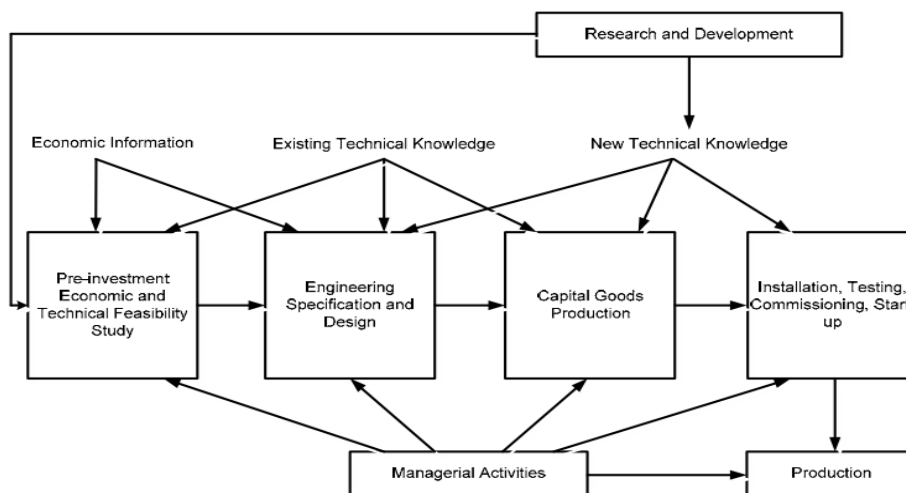 Research and Development
Economic Information
Existing Technical Knowledge
New Technical Knowledge
Pre-investment
Economic and
Technical Feasibility
Study
Engineering
Specification and
Design
Capital Goods
Production
Installation, Testing,
Commissioning, Start
up
Managerial Activities
Production